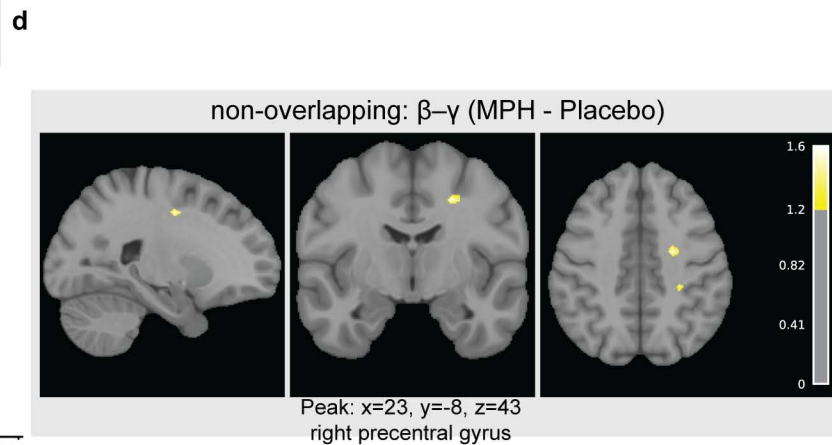 d
non-overlapping: β–γ (MPH - Placebo)
1.6
1.2
0.82
0.41
0
Peak: x=23, y=-8, z=43
right precentral gyrus